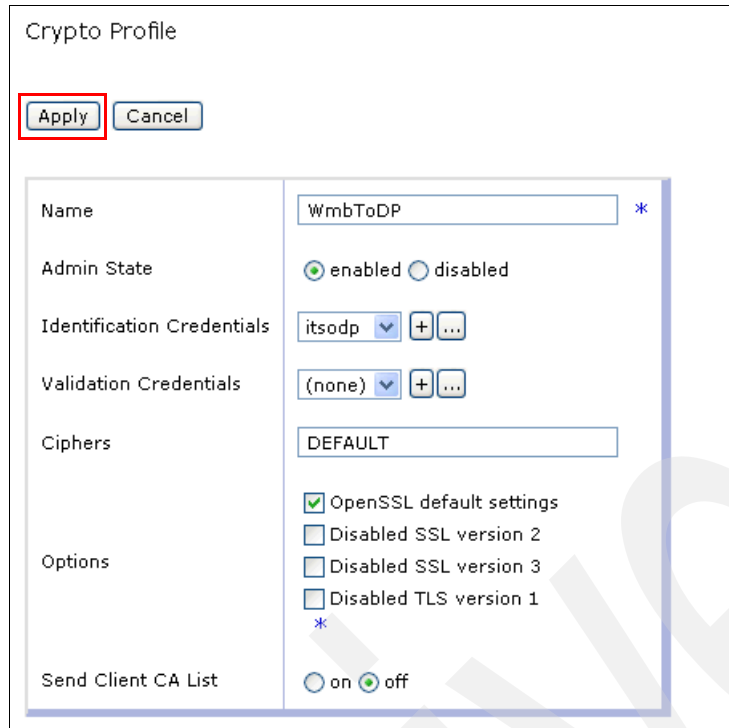 Crypto Profile
Apply Cancel
Name WmbToDP *
Admin State enabled disabled
Identification Credentials itsodp + ...
Validation Credentials (none) + ...
Ciphers DEFAULT
OpenSSL default settings
Disabled SSL version 2
Options
Disabled SSL version 3
Disabled TLS version 1
*
Send Client CA List on off